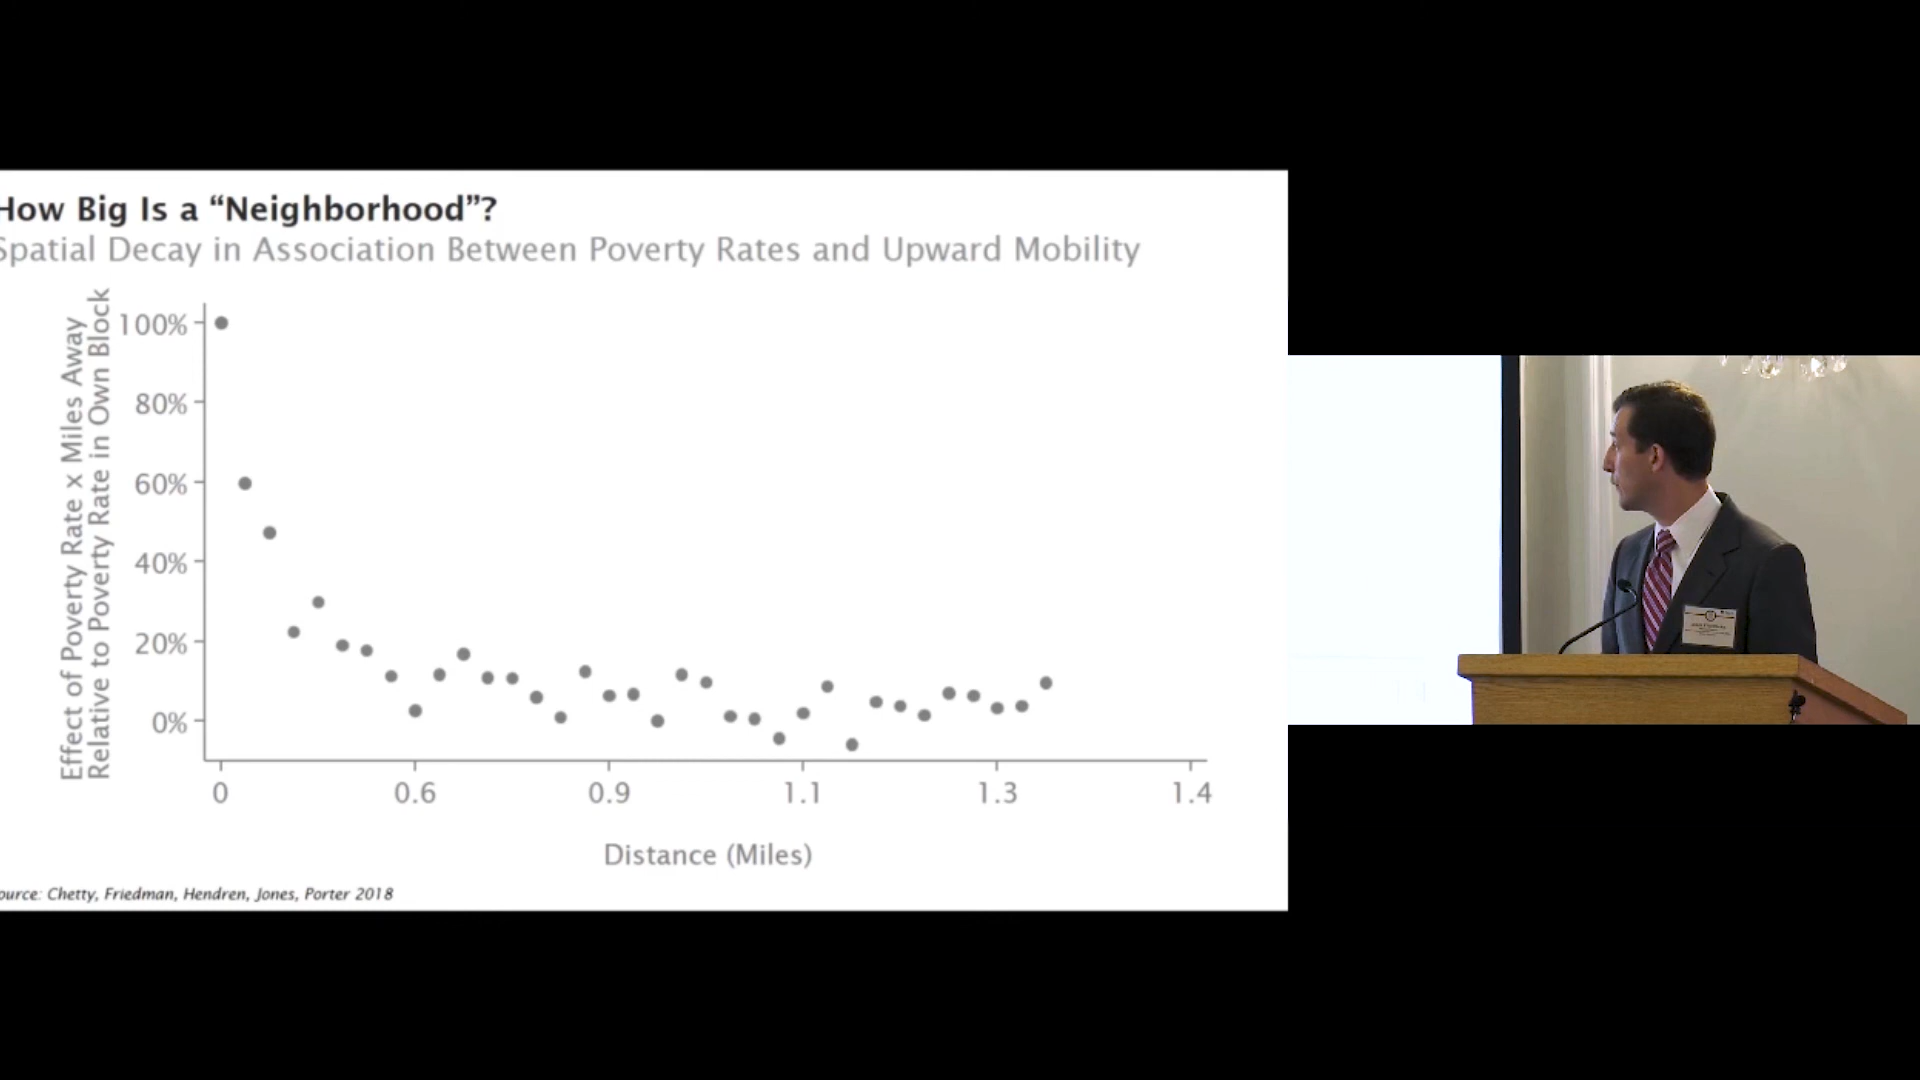 How Big Is a “Neighborhood”?
Spatial Decay in Association Between Poverty Rates and Upward Mobility
Effect of Poverty Rate x Miles Away
Relative to Poverty Rate in Own Block
100%
80%
60%
40%
20%
0%
0 0.6 0.9 1.1 1.3 1.4
Distance (Miles)
ource: Chetty, Friedman, Hendren, Jones, Porter 2018